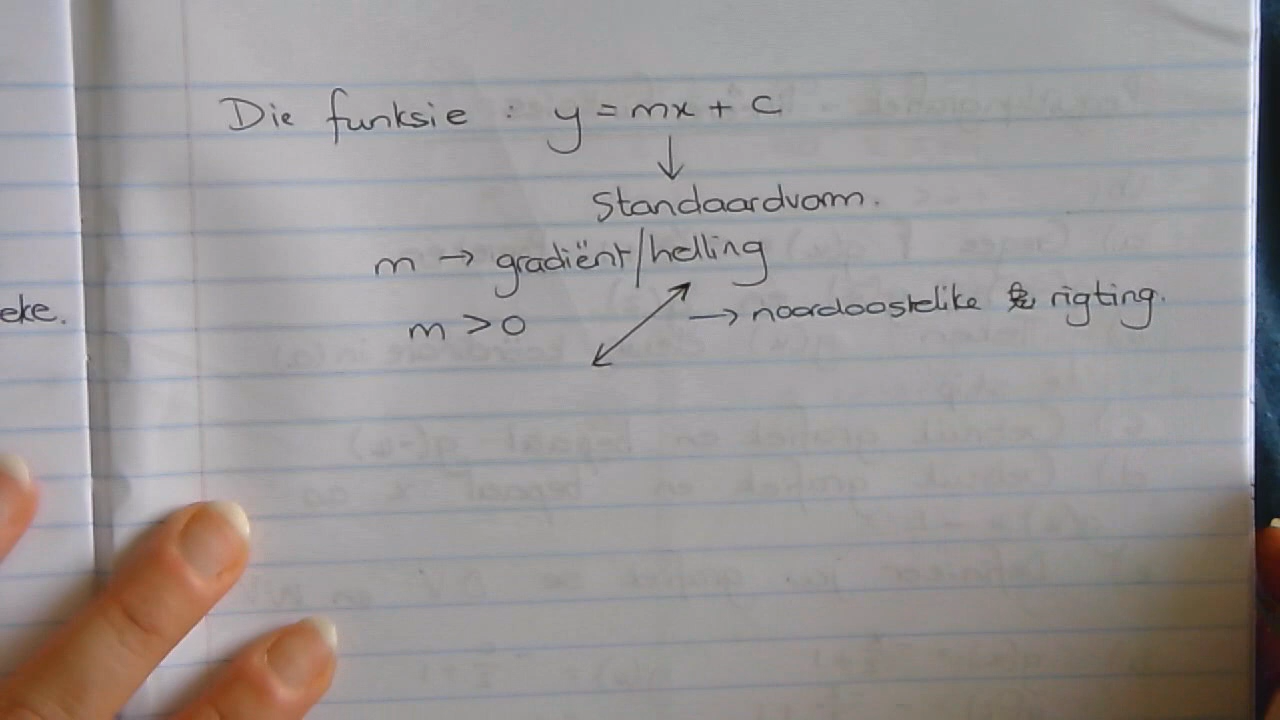 Die funksie : y = mx + c
↓
Standaardvorm.
m → gradiënt/helling
eke.
m > 0 → noordoostelike rigting.